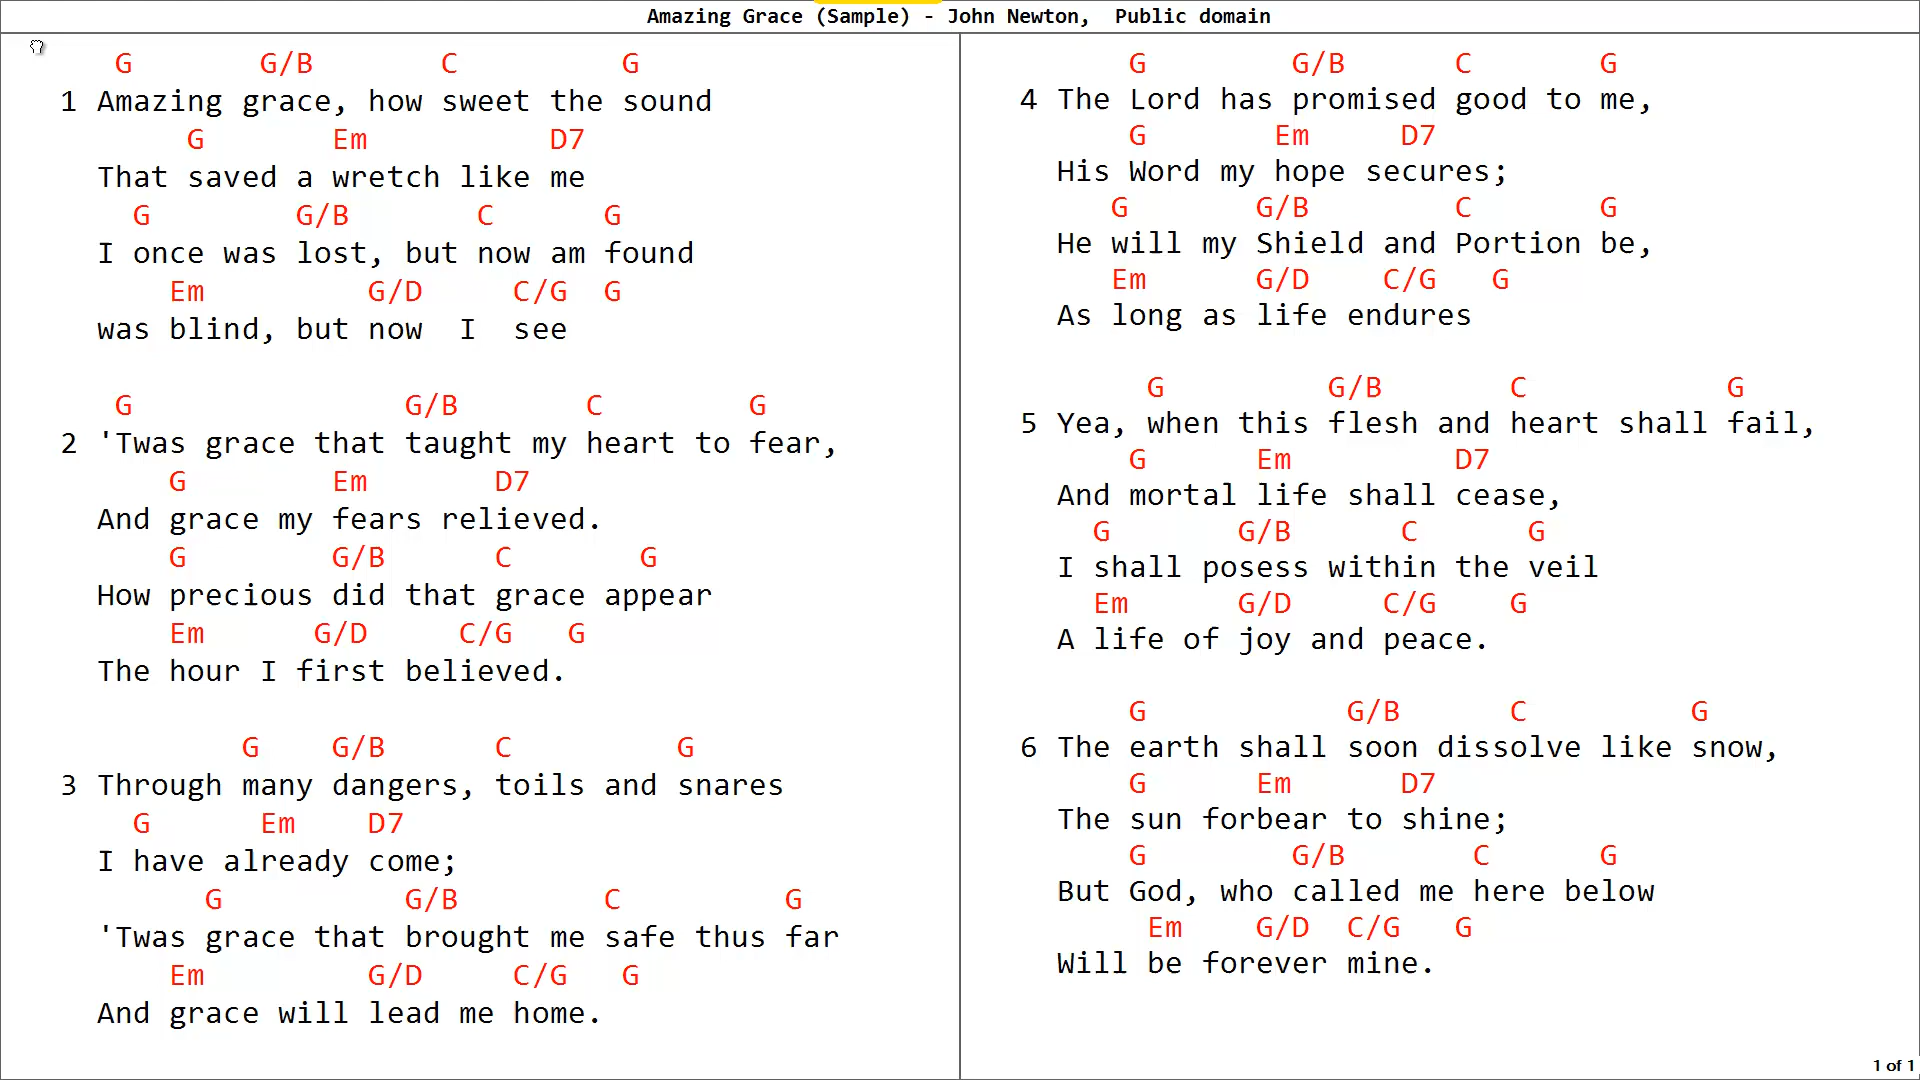 Amazing Grace (Sample) - John Newton,  Public domain
G       G/B       C         G
1 Amazing grace, how sweet the sound
G       Em          D7
That saved a wretch like me
G        G/B       C      G
I once was lost, but now am found
Em         G/D     C/G  G
was blind, but now  I  see
G               G/B       C        G
2 'Twas grace that taught my heart to fear,
G        Em       D7
And grace my fears relieved.
G        G/B      C       G
How precious did that grace appear
Em      G/D     C/G   G
The hour I first believed.
G    G/B      C         G
3 Through many dangers, toils and snares
G      Em    D7
I have already come;
G          G/B        C         G
'Twas grace that brought me safe thus far
Em         G/D     C/G   G
And grace will lead me home.
G        G/B      C       G
4 The Lord has promised good to me,
G       Em     D7
His Word my hope secures;
G       G/B        C       G
He will my Shield and Portion be,
Em      G/D    C/G   G
As long as life endures
G         G/B       C           G
5 Yea, when this flesh and heart shall fail,
G      Em         D7
And mortal life shall cease,
G       G/B      C      G
I shall posess within the veil
Em      G/D     C/G    G
A life of joy and peace.
G           G/B      C         G
6 The earth shall soon dissolve like snow,
G      Em      D7
The sun forbear to shine;
G        G/B       C      G
But God, who called me here below
Em    G/D  C/G   G
Will be forever mine.
1 of 1